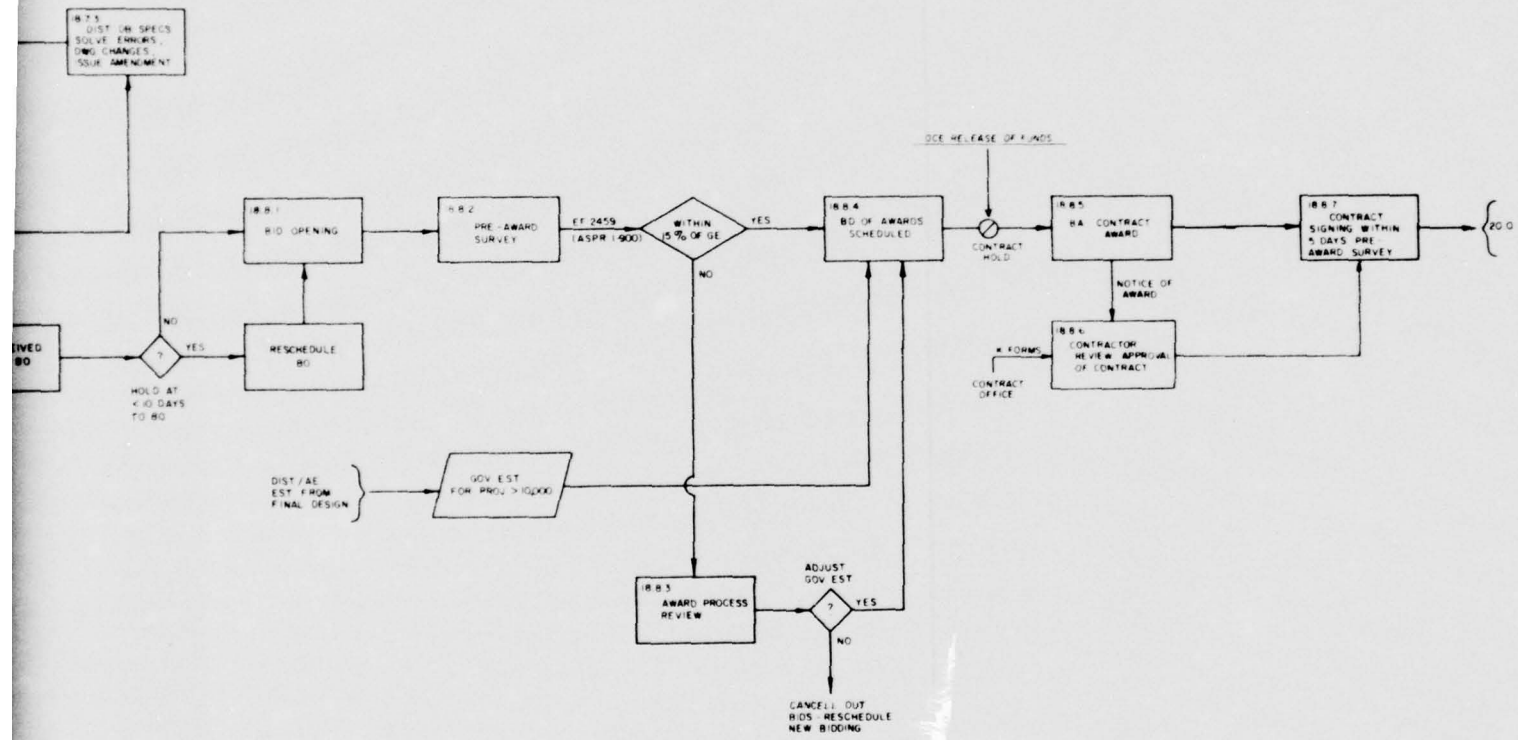 18.7.3
DIST OB SPECS
SOLVE ERRORS,
DWG CHANGES,
ISSUE AMENDMENT
OCE RELEASE OF FUNDS
18.8.1
BID OPENING
18.8.2
PRE-AWARD
SURVEY
EF 2459
(ASPR 1-900)
WITHIN
15% OF GE
YES
NO
18.8.4
BD OF AWARDS
SCHEDULED
CONTRACT
HOLD
18.8.5
BA CONTRACT
AWARD
18.8.7
CONTRACT
SIGNING WITHIN
5 DAYS PRE-
AWARD SURVEY
20.0
NOTICE OF
AWARD
IVED
BO
NO
?
YES
HOLD AT
<10 DAYS
TO BO
RESCHEDULE
BO
K FORMS
CONTRACT
OFFICE
18.8.6
CONTRACTOR
REVIEW APPROVAL
OF CONTRACT
DIST/AE
EST FROM
FINAL DESIGN
GOV EST
FOR PROJ >10,000
18.8.3
AWARD PROCESS
REVIEW
ADJUST
GOV EST
?
YES
NO
CANCELL OUT
BIDS-RESCHEDULE
NEW BIDDING